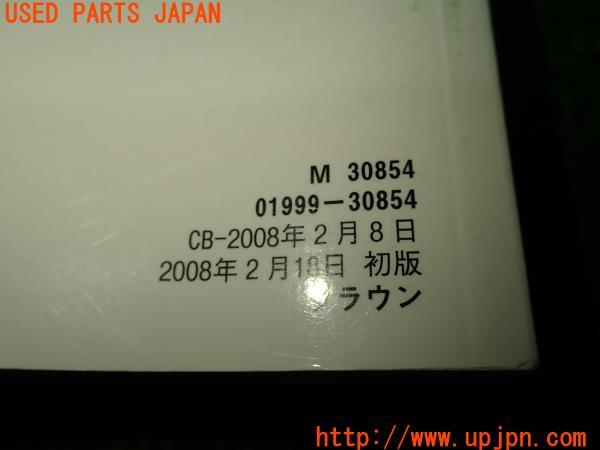 USED PARTS JAPAN
M 30854
01999-30854
CB-2008年2月8日
2008年2月18日 初版
クラウン
http://www.upjpn.com